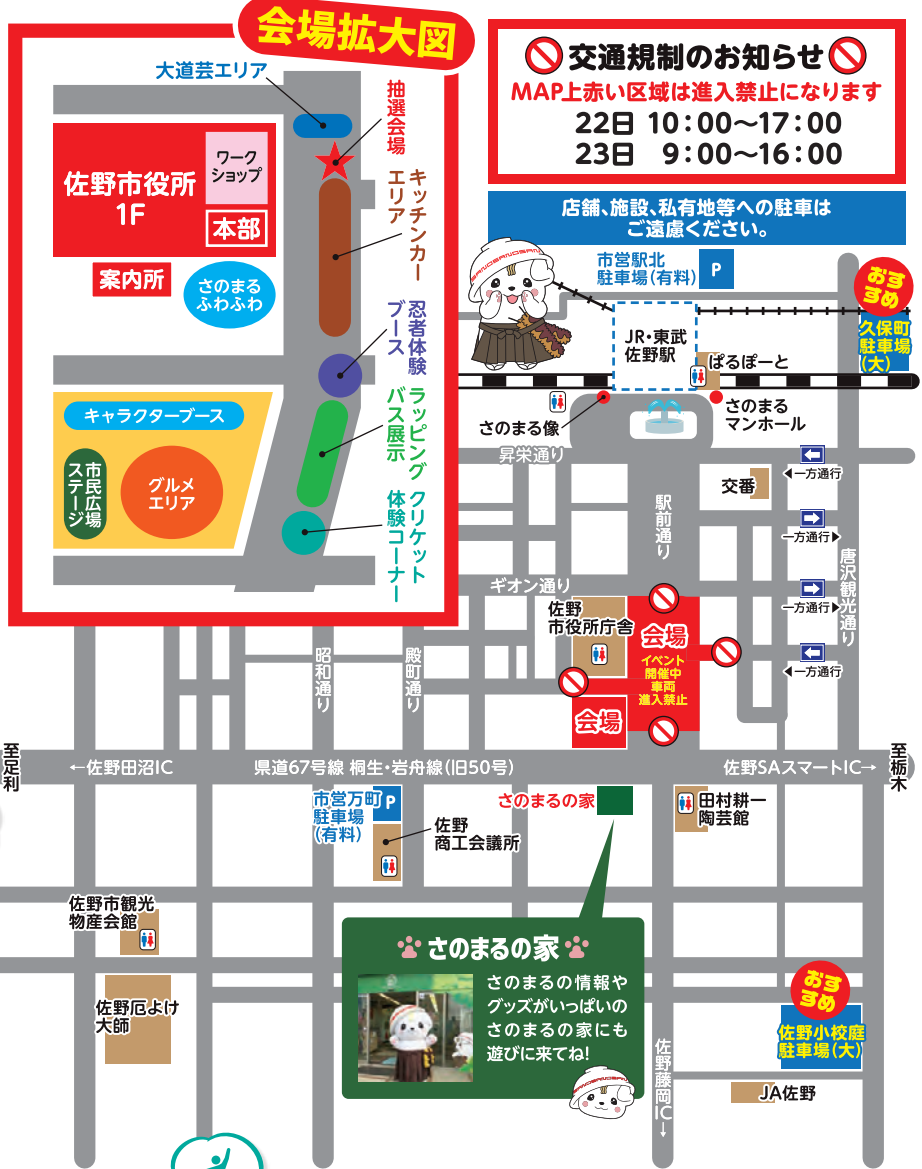 会場拡大図
大道芸エリア
抽選会場
佐野市役所
1F
ワーク
ショップ
本部
案内所
さのまる
ふわふわ
キッチンカー
エリア
忍者体験
ブース
ラッピング
バス展示
クリケット
体験コーナー
キャラクターブース
市民広場
ステージ
グルメ
エリア
交通規制のお知らせ
MAP上赤い区域は進入禁止になります
22日 10：00〜17：00
23日 9：00〜16：00
店舗、施設、私有地等への駐車は
ご遠慮ください。
SANOSANOSANO
市営駅北
駐車場（有料）
P
おす
すめ
久保町
駐車場
（大）
JR・東武
佐野駅
ぱるぽーと
さのまる像
さのまる
マンホール
昇栄通り
一方通行
交番
駅前通り
一方通行
唐沢観光通り
ギオン通り
一方通行
佐野
市役所庁舎
会場
イベント
開催中
車両
進入禁止
一方通行
会場
昭和通り
殿町通り
至足利
←佐野田沼IC
県道67号線 桐生・岩舟線（旧50号）
佐野SAスマートIC→
至栃木
市営万町
駐車場
（有料）
P
佐野
商工会議所
さのまるの家
田村耕一
陶芸館
佐野市観光
物産会館
佐野厄よけ
大師
さのまるの家
さのまるの情報や
グッズがいっぱいの
さのまるの家にも
遊びに来てね!
佐野藤岡IC→
おす
すめ
佐野小校庭
駐車場（大）
JA佐野